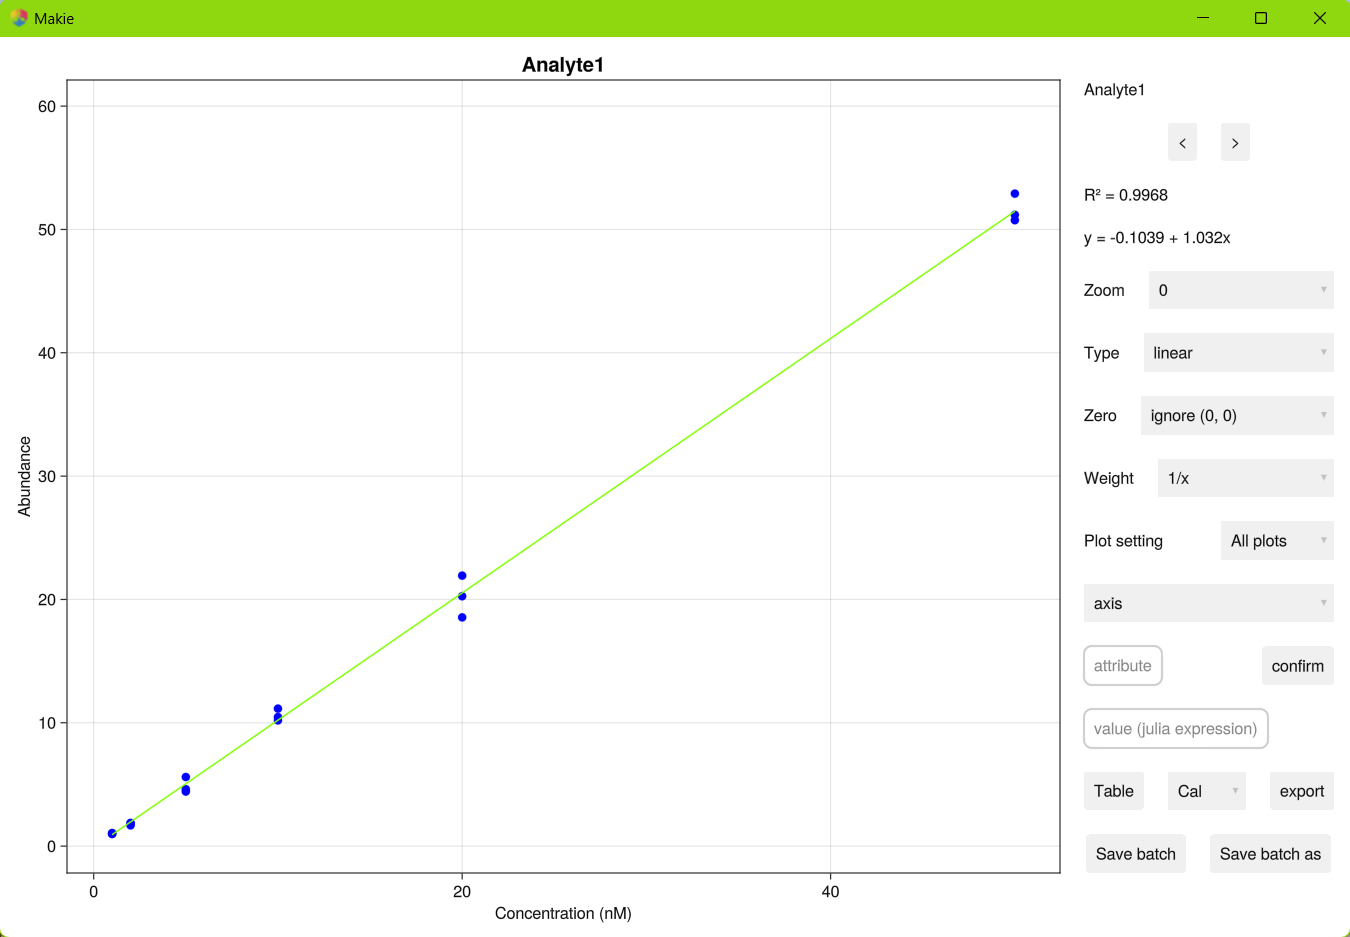 Makie
Analyte1
60
50
40
30
20
10
0
Abundance
0
20
40
Concentration (nM)
Analyte1
< >
R² = 0.9968
y = -0.1039 + 1.032x
Zoom 0
Type linear
Zero ignore (0, 0)
Weight 1/x
Plot setting All plots
axis
attribute confirm
value (julia expression)
Table Cal export
Save batch Save batch as